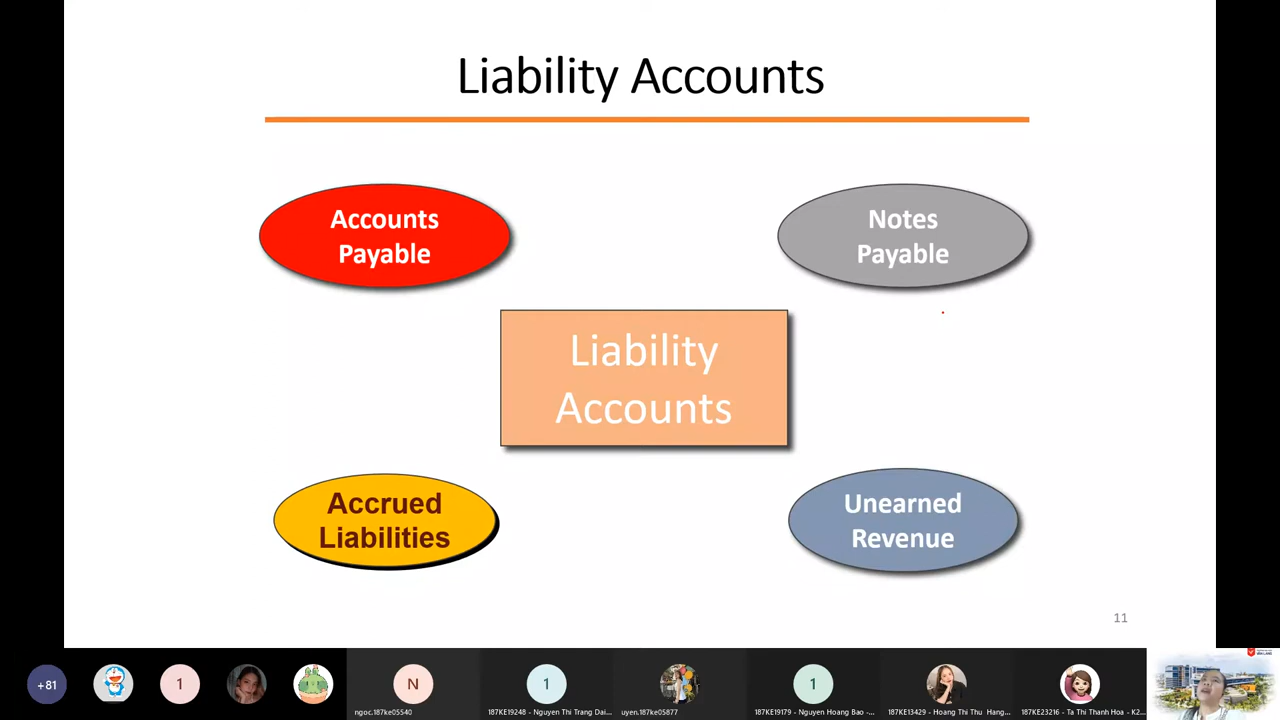 Liability Accounts
Accounts
Payable
Notes
Payable
Liability
Accounts
Accrued
Liabilities
Unearned
Revenue
11
+81
1
N
1
1
ngoc.187ke05540
187KE19248 - Nguyen Thi Trang Dai...
uyen.187ke05877
187KE19179 - Nguyen Hoang Bao -...
187KE13429 - Hoang Thi Thu Hang...
187KE23216 - Ta Thi Thanh Hoa - K2...